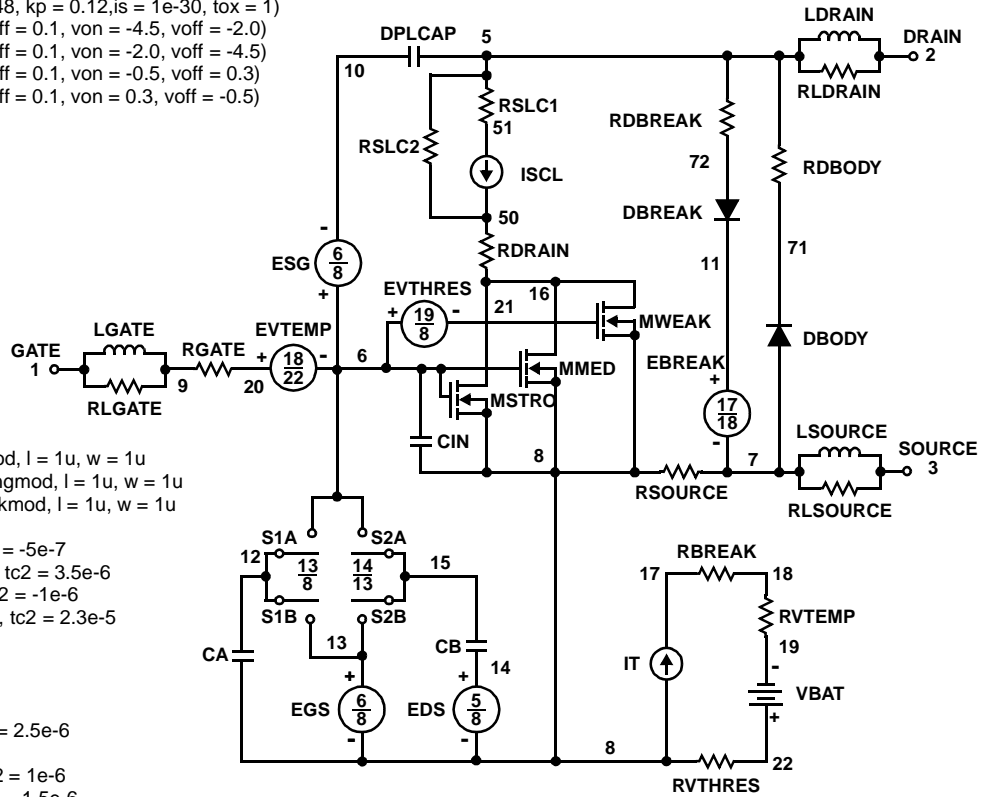 48, kp = 0.12,is = 1e-30, tox = 1)
ff = 0.1, von = -4.5, voff = -2.0)
ff = 0.1, von = -2.0, voff = -4.5)
ff = 0.1, von = -0.5, voff = 0.3)
ff = 0.1, von = 0.3, voff = -0.5)
DPLCAP
5
10
LDRAIN
DRAIN
2
RLDRAIN
RSLC1
51
RSLC2
ISCL
RDBREAK
72
RDBODY
DBREAK
50
RDRAIN
71
11
-
ESG
6
8
+
EVTHRES
+
19
8
-
21
16
MWEAK
LGATE
GATE
1
RLGATE
9
RGATE
20
EVTEMP
+
18
22
-
6
MMED
MSTRO
EBREAK
+
17
18
-
DBODY
CIN
8
RSOURCE
7
LSOURCE
SOURCE
3
RLSOURCE
od, l = 1u, w = 1u
ngmod, l = 1u, w = 1u
kmod, l = 1u, w = 1u
= -5e-7
tc2 = 3.5e-6
2 = -1e-6
, tc2 = 2.3e-5
= 2.5e-6
2 = 1e-6
S1A
S2A
12
13
8
14
13
15
S1B
S2B
13
CA
CB
14
+
EGS
6
8
-
+
EDS
5
8
-
8
RBREAK
17
18
RVTEMP
19
IT
-
VBAT
+
22
RVTHRES